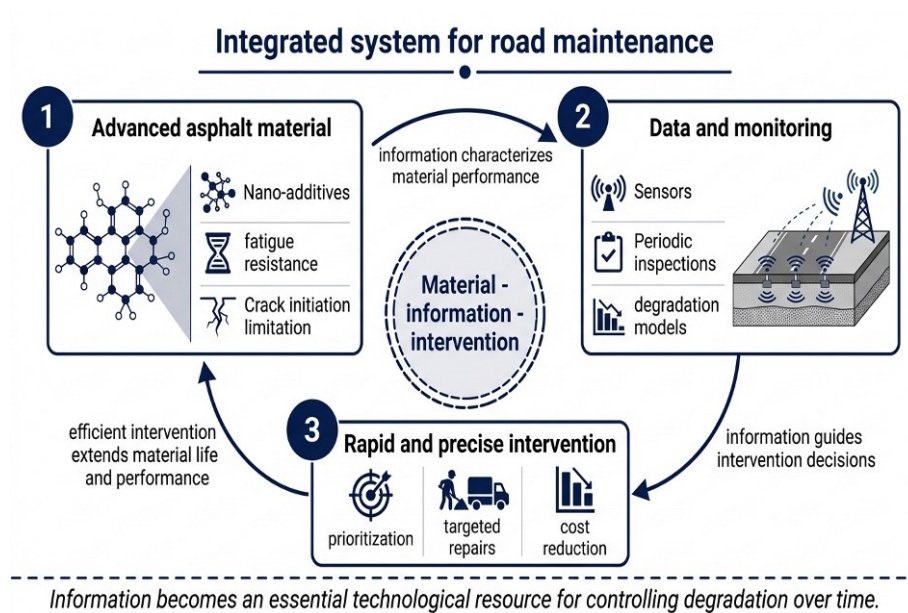 Integrated system for road maintenance
1
Advanced asphalt material
Nano-additives
fatigue
resistance
Crack initiation
limitation
information characterizes
material performance
2
Data and monitoring
Sensors
Periodic
inspections
degradation
models
Material -
information -
intervention
information guides
intervention decisions
3
Rapid and precise intervention
prioritization
targeted
repairs
cost
reduction
efficient intervention
extends material life
and performance
Information becomes an essential technological resource for controlling degradation over time.